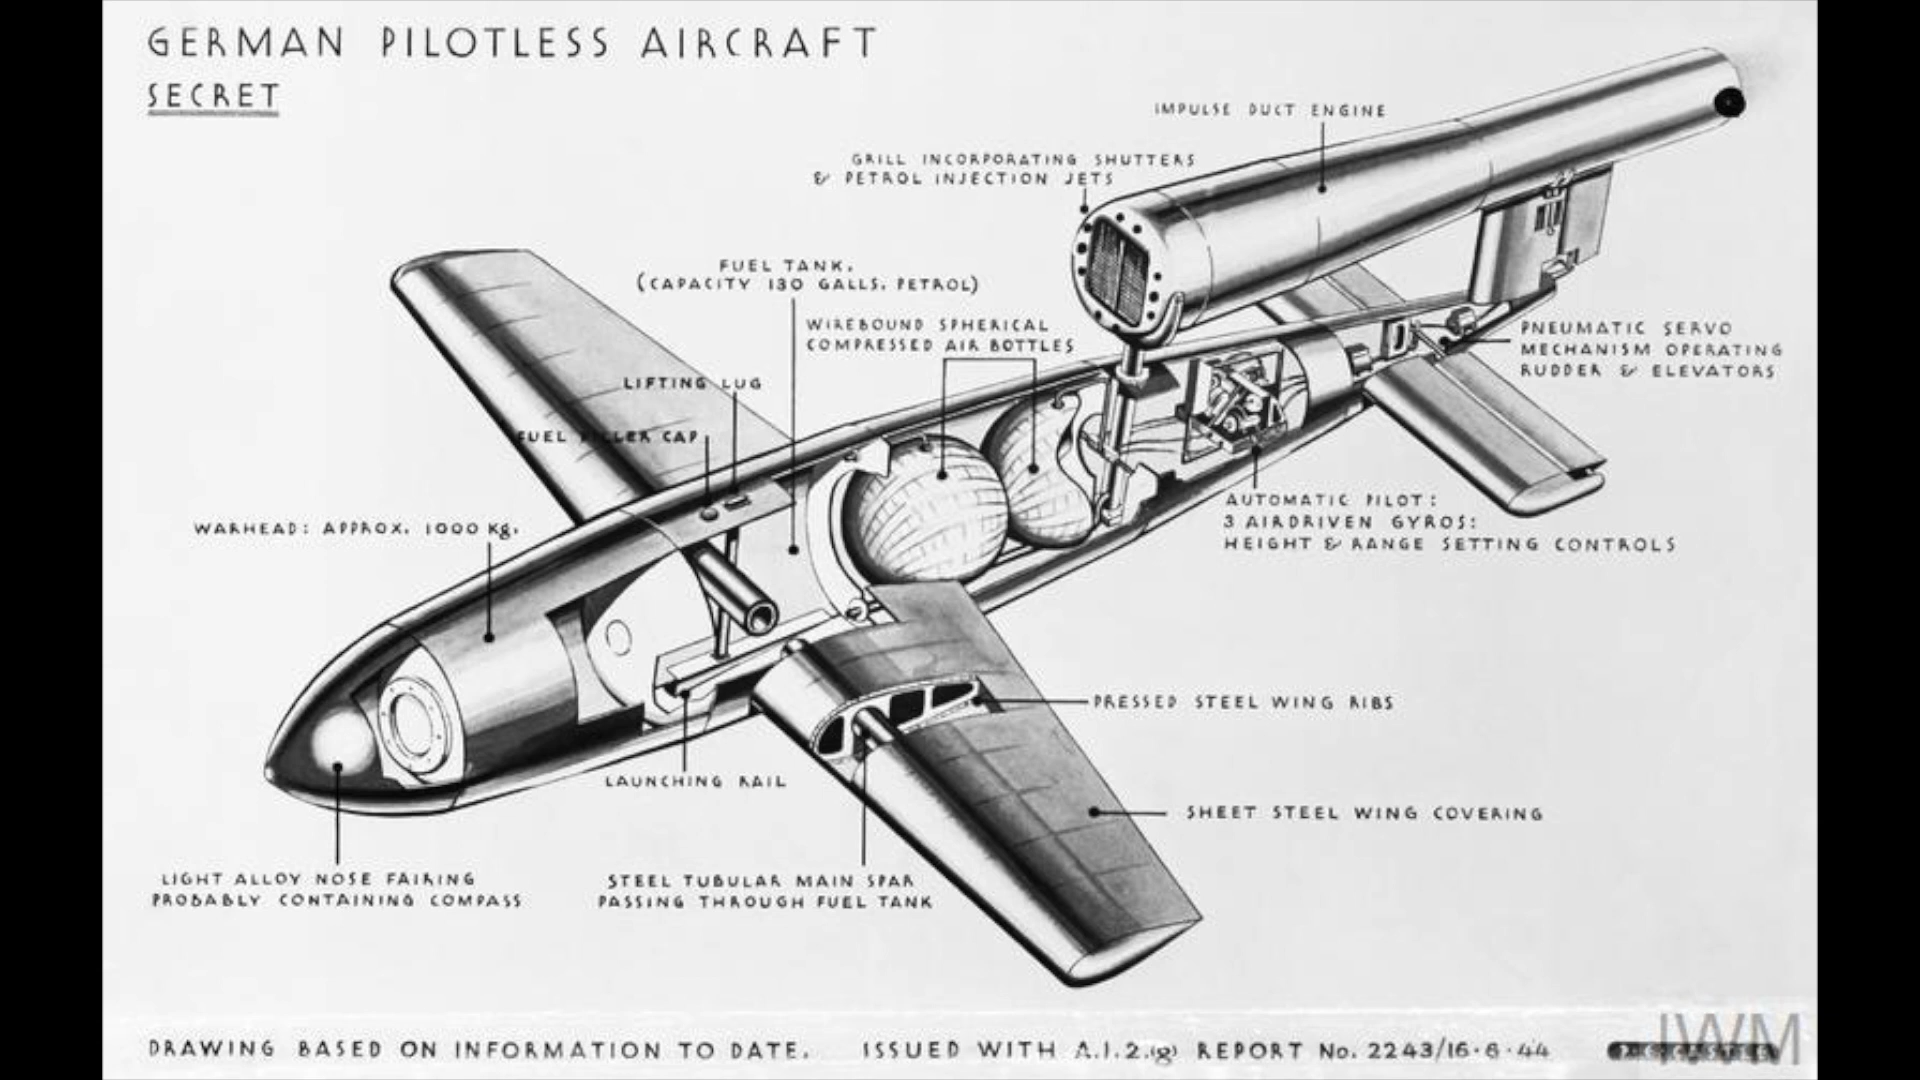 GERMAN PILOTLESS AIRCRAFT
SECRET
IMPULSE DUCT ENGINE
GRILL INCORPORATING SHUTTERS
& PETROL INJECTION JETS
FUEL TANK.
(CAPACITY 130 GALLS. PETROL)
WIREBOUND SPHERICAL
COMPRESSED AIR BOTTLES
LIFTING LUG
FUEL FILLER CAP
PNEUMATIC SERVO
MECHANISM OPERATING
RUDDER & ELEVATORS
AUTOMATIC PILOT:
3 AIRDRIVEN GYROS:
HEIGHT & RANGE SETTING CONTROLS
WARHEAD: APPROX. 1000 Kg.
PRESSED STEEL WING RIBS
LAUNCHING RAIL
SHEET STEEL WING COVERING
LIGHT ALLOY NOSE FAIRING
PROBABLY CONTAINING COMPASS
STEEL TUBULAR MAIN SPAR
PASSING THROUGH FUEL TANK
DRAWING BASED ON INFORMATION TO DATE. ISSUED WITH A.I.2.(g) REPORT No. 2243/16·6·44
IWM